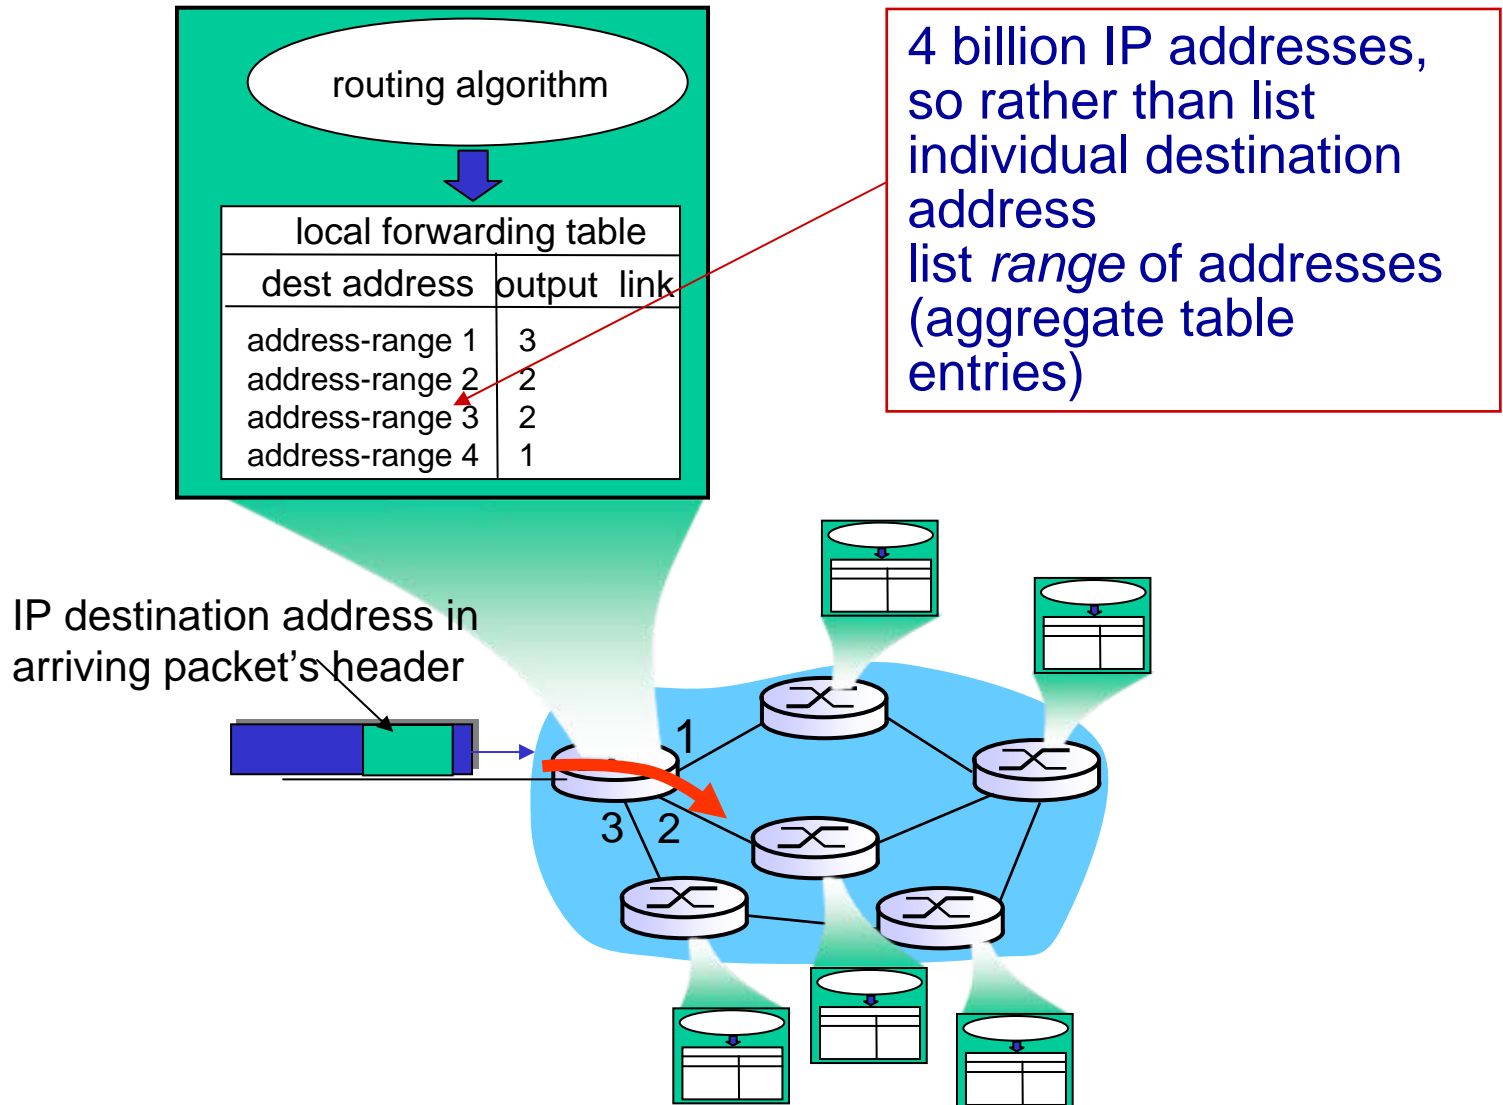 routing algorithm
local forwarding table
dest address output link
address-range 1 3
address-range 2 2
address-range 3 2
address-range 4 1
4 billion IP addresses,
so rather than list
individual destination
address
list range of addresses
(aggregate table
entries)
IP destination address in
arriving packet's header
1
3 2